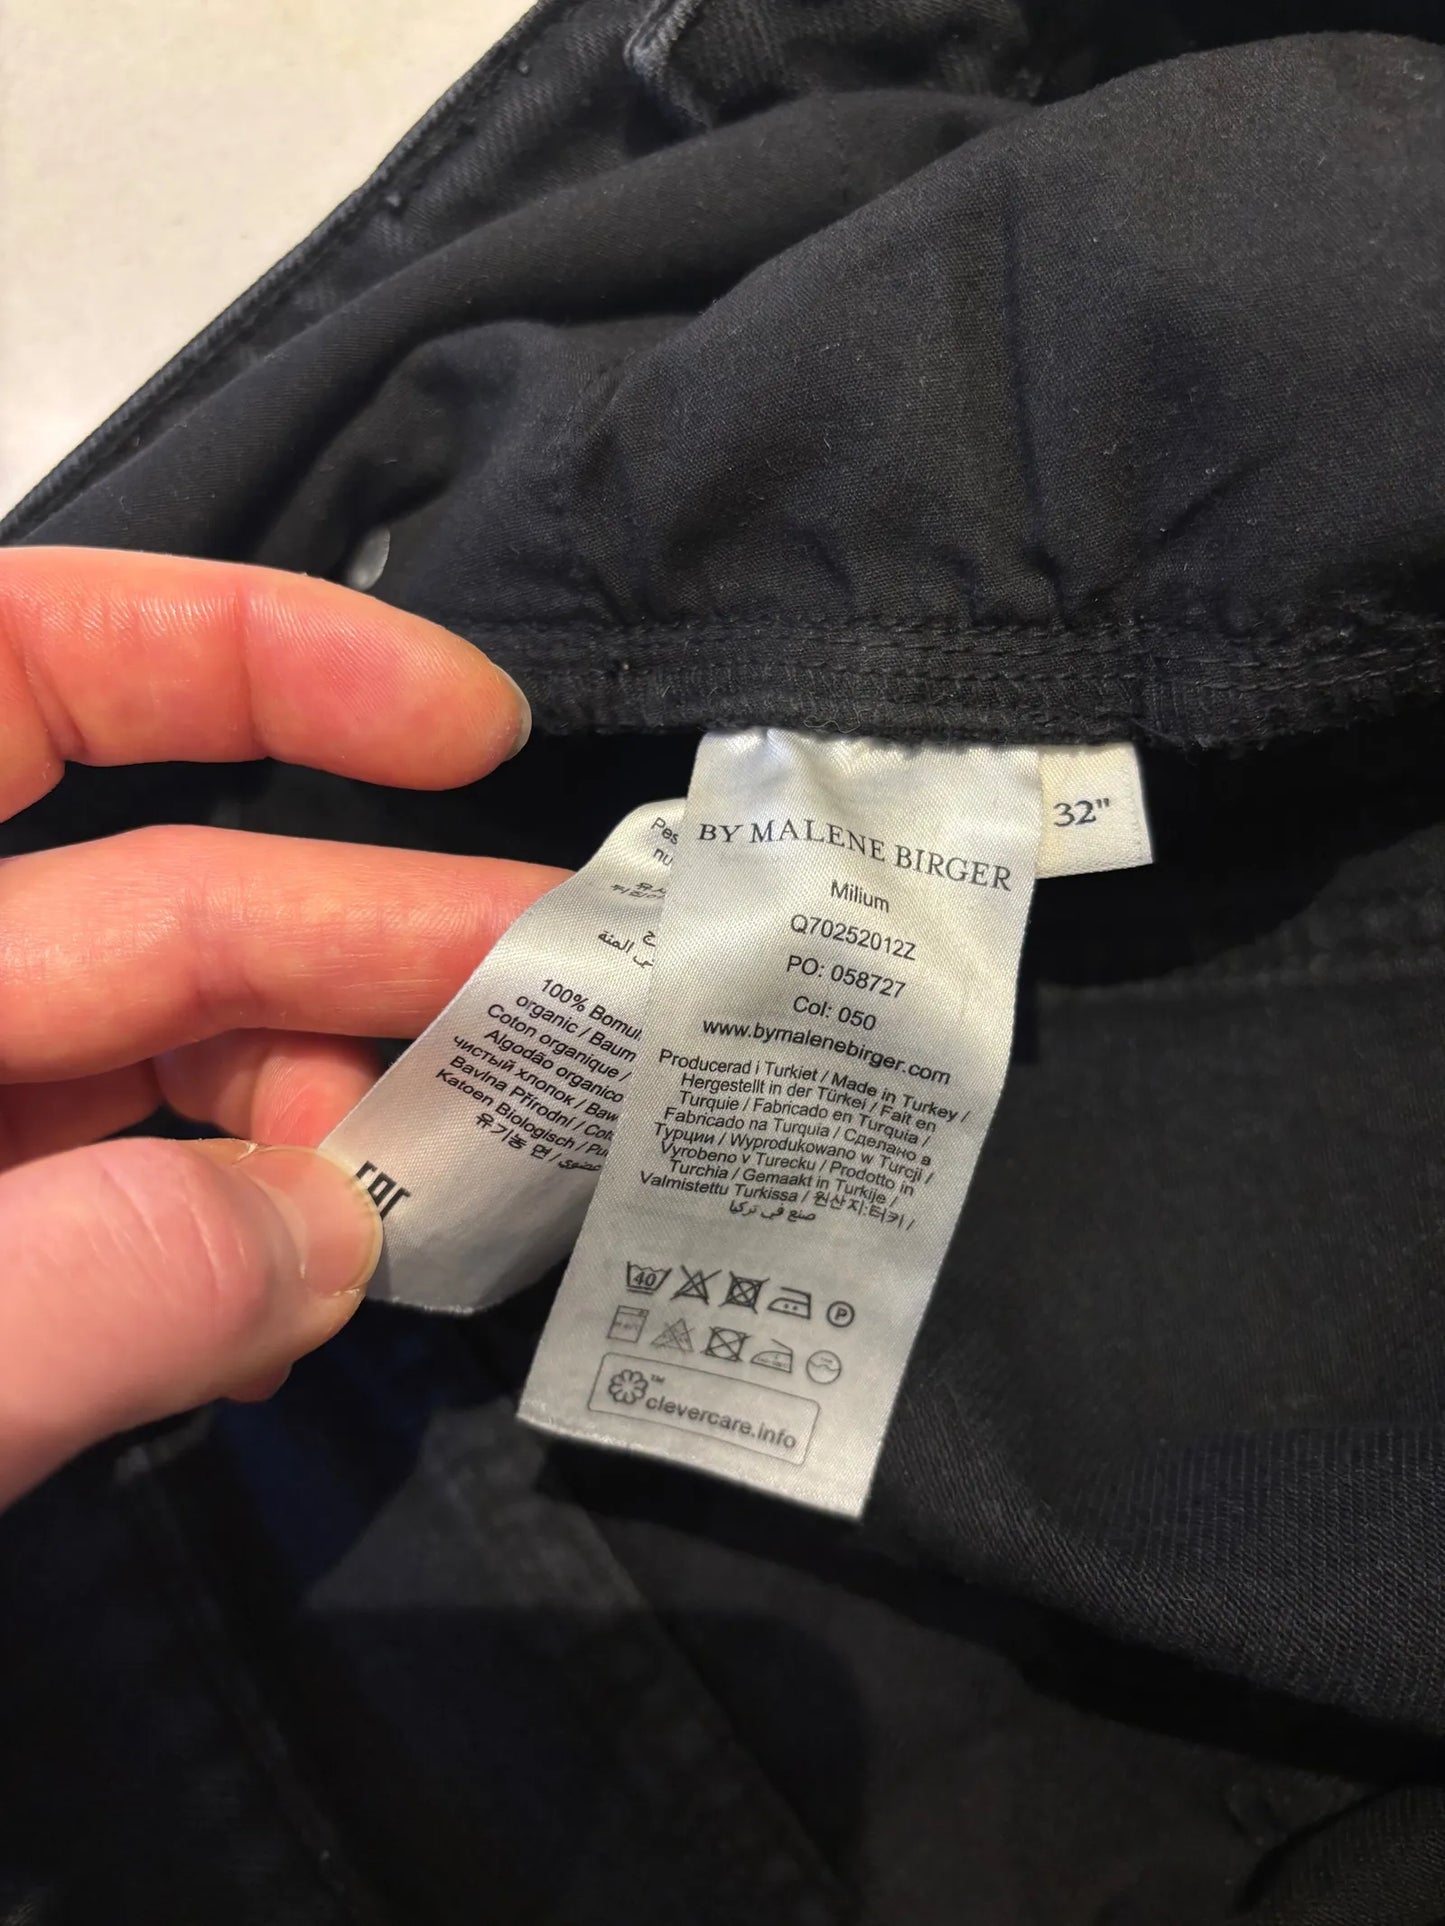 BY MALENE BIRGER
Milium
Q70252012Z
PO: 058727
Col: 050
www.bymalenebirger.com
Producerad i Turkiet / Made in Turkey /
Hergestellt in der Türkei / Fait en
Turquie / Fabricado en Turquia /
Fabricado na Turquia / Сделано в
Турции / Wyprodukowano w Turcji /
Vyrobeno v Turecku / Prodotto in
Turchia / Gemaakt in Turkije /
Valmistettu Turkissa / 원산지:터키 /
صنع في تركيا
40
P
clevercare.info
TM
32"
100%
organic / Baum
Coton organique /
Algodão organico
чистый хлопок /
Bavlna Přírodní /
Katoen Biologisch /
유기농 면 /